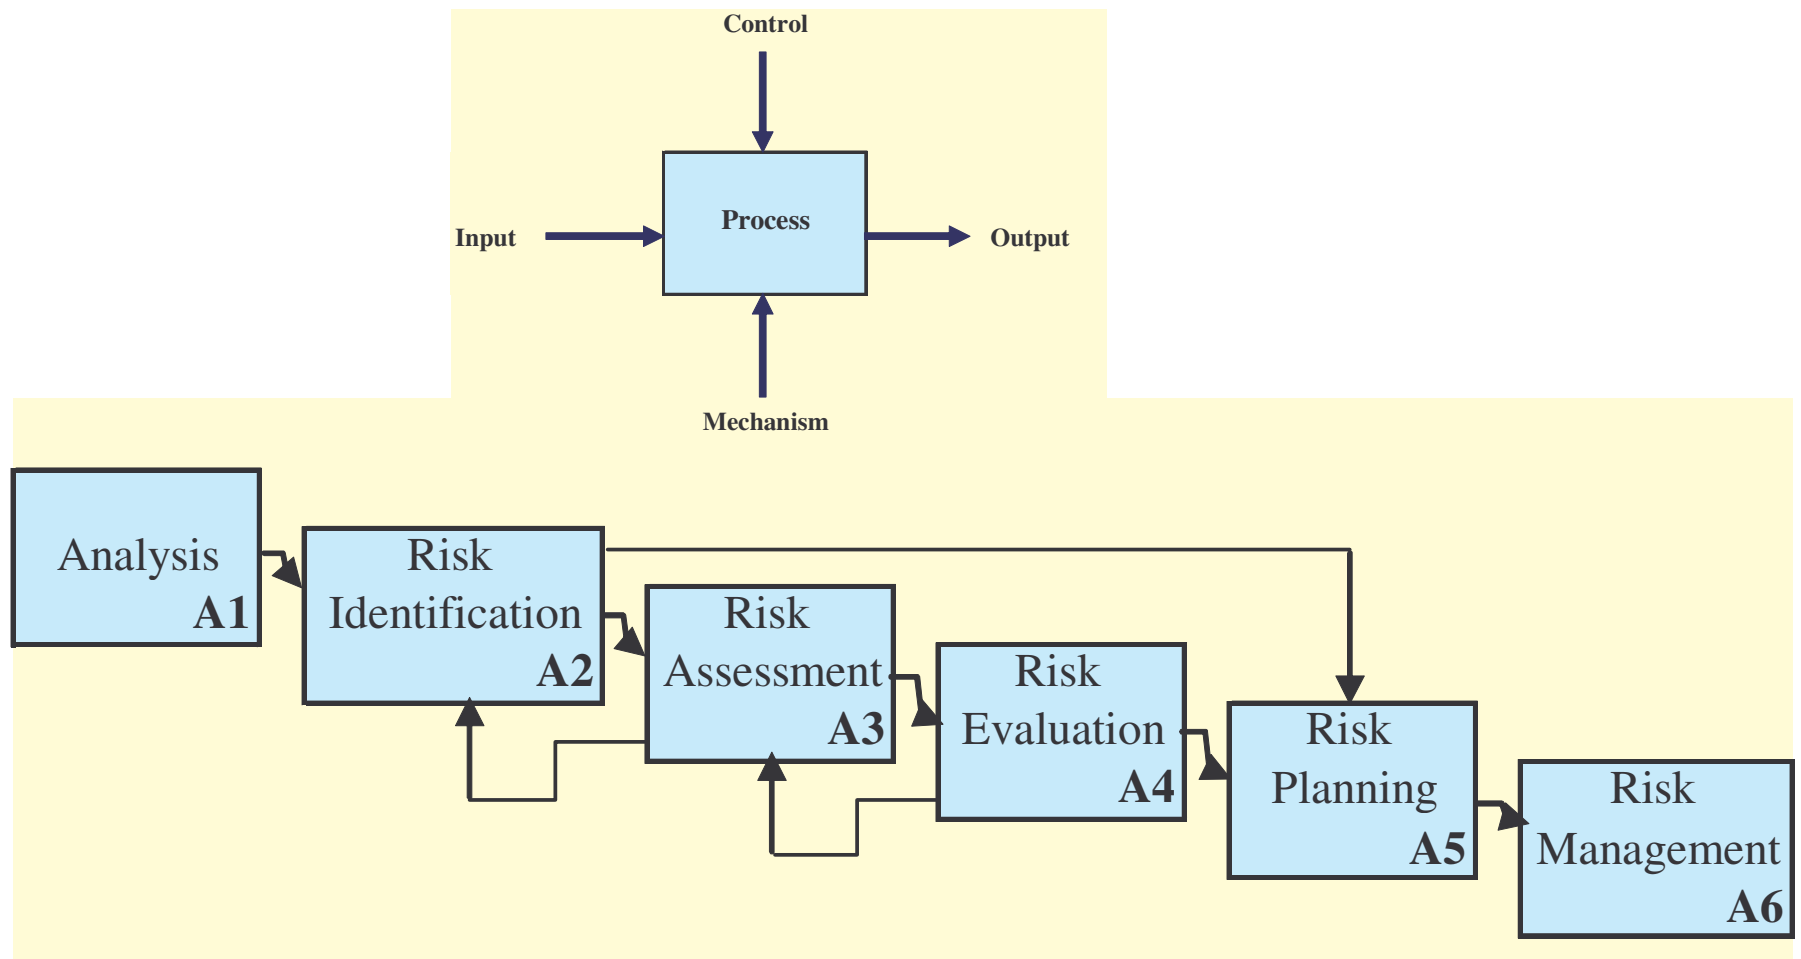 Control
Process
Input
Output
Mechanism
Analysis
A1
Risk
Identification
A2
Risk
Assessment
A3
Risk
Evaluation
A4
Risk
Planning
A5
Risk
Management
A6